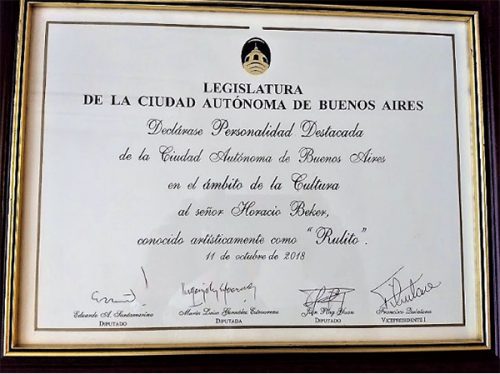 LEGISLATURA
DE LA CIUDAD AUTÓNOMA DE BUENOS AIRES
Declárase Personalidad Destacada
de la Ciudad Autónoma de Buenos Aires
en el ámbito de la Cultura
al señor Horacio Beker,
conocido artísticamente como "Rulito".
11 de octubre de 2018
Eduardo A. Santamarina
DIPUTADO
María Luisa González Estevarena
DIPUTADA
DIPUTADO
Francisco Quintana
VICEPRESIDENTE I